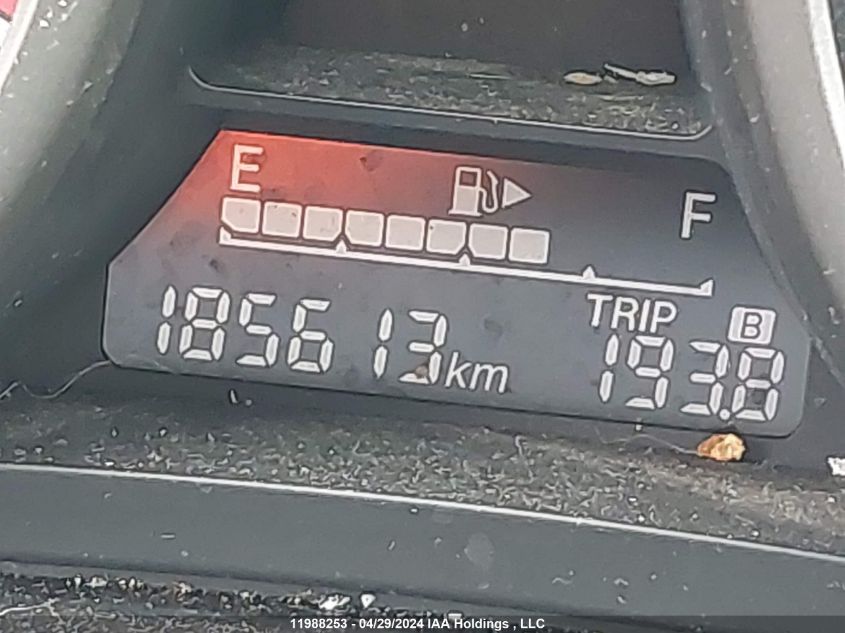 E F
TRIP B
185613km 193.8
11988253 - 04/29/2024 IAA Holdings , LLC